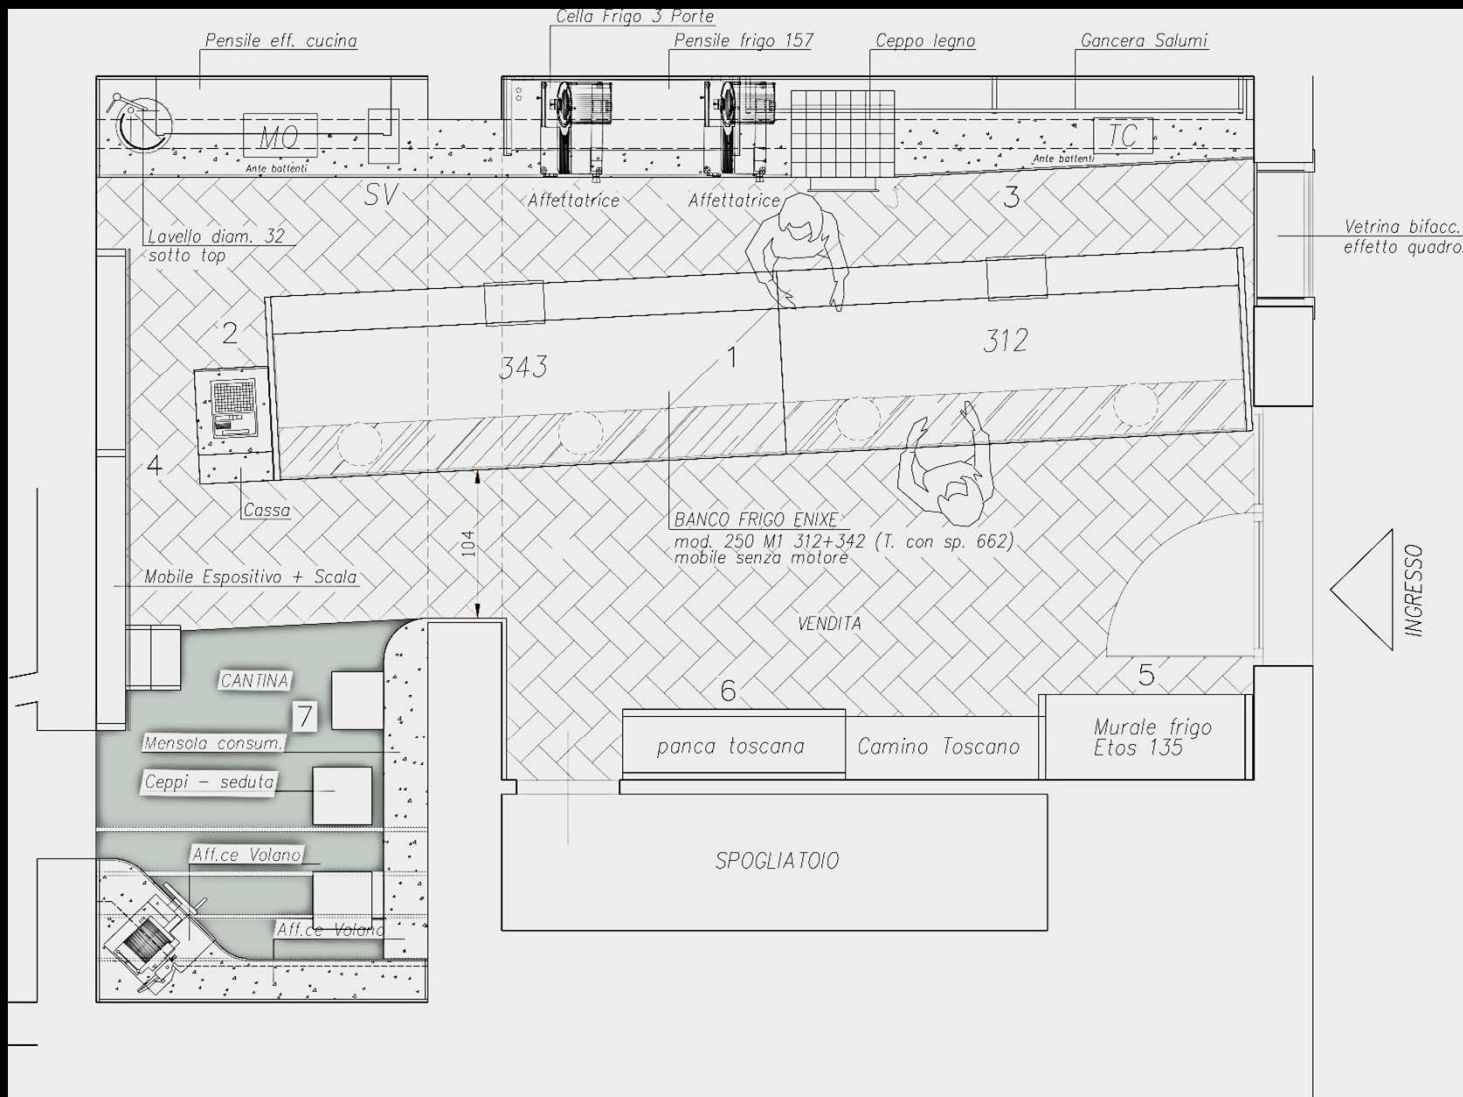 Cella Frigo 3 Porte
Pensile eff. cucina
Pensile frigo 157
Ceppo legno
Gancera Salumi
MO
TC
Ante battenti
Ante battenti
SV
Affettatrice
Affettatrice
3
Lavello diam. 32
sotto top
Vetrina bifacc.
effetto quadro.
2
343
1
312
4
Cassa
BANCO FRIGO ENIXE
mod. 250 M1 312+342 (T. con sp. 662)
mobile senza motore
104
Mobile Espositivo + Scala
INGRESSO
VENDITA
CANTINA
7
6
5
Mensola consum.
panca toscana
Camino Toscano
Murale frigo
Etos 135
Ceppi - seduta
Aff.ce Volano
SPOGLIATOIO
Aff.ce Volano